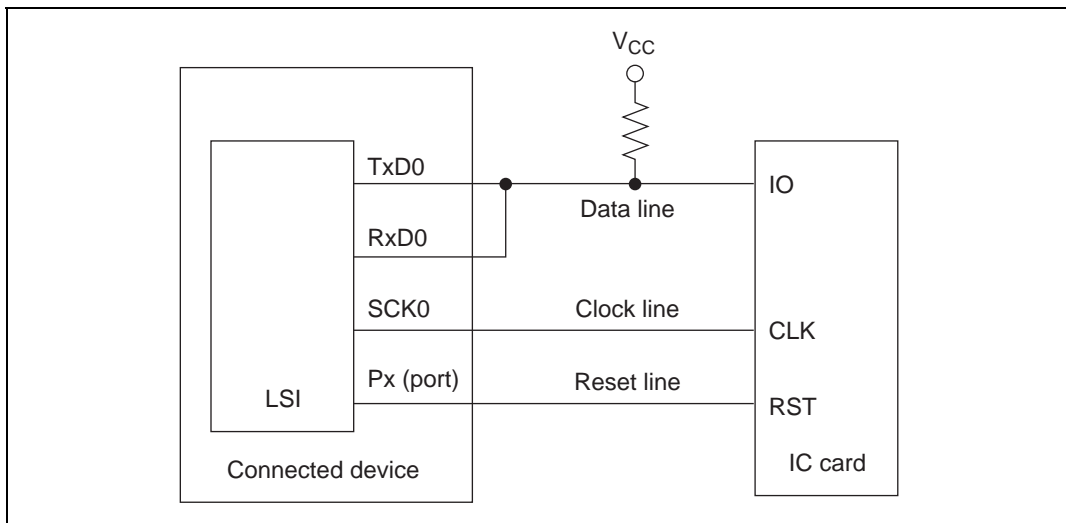 VCC
TxD0
IO
Data line
RxD0
SCK0
Clock line
CLK
Px (port)
Reset line
LSI
RST
Connected device
IC card